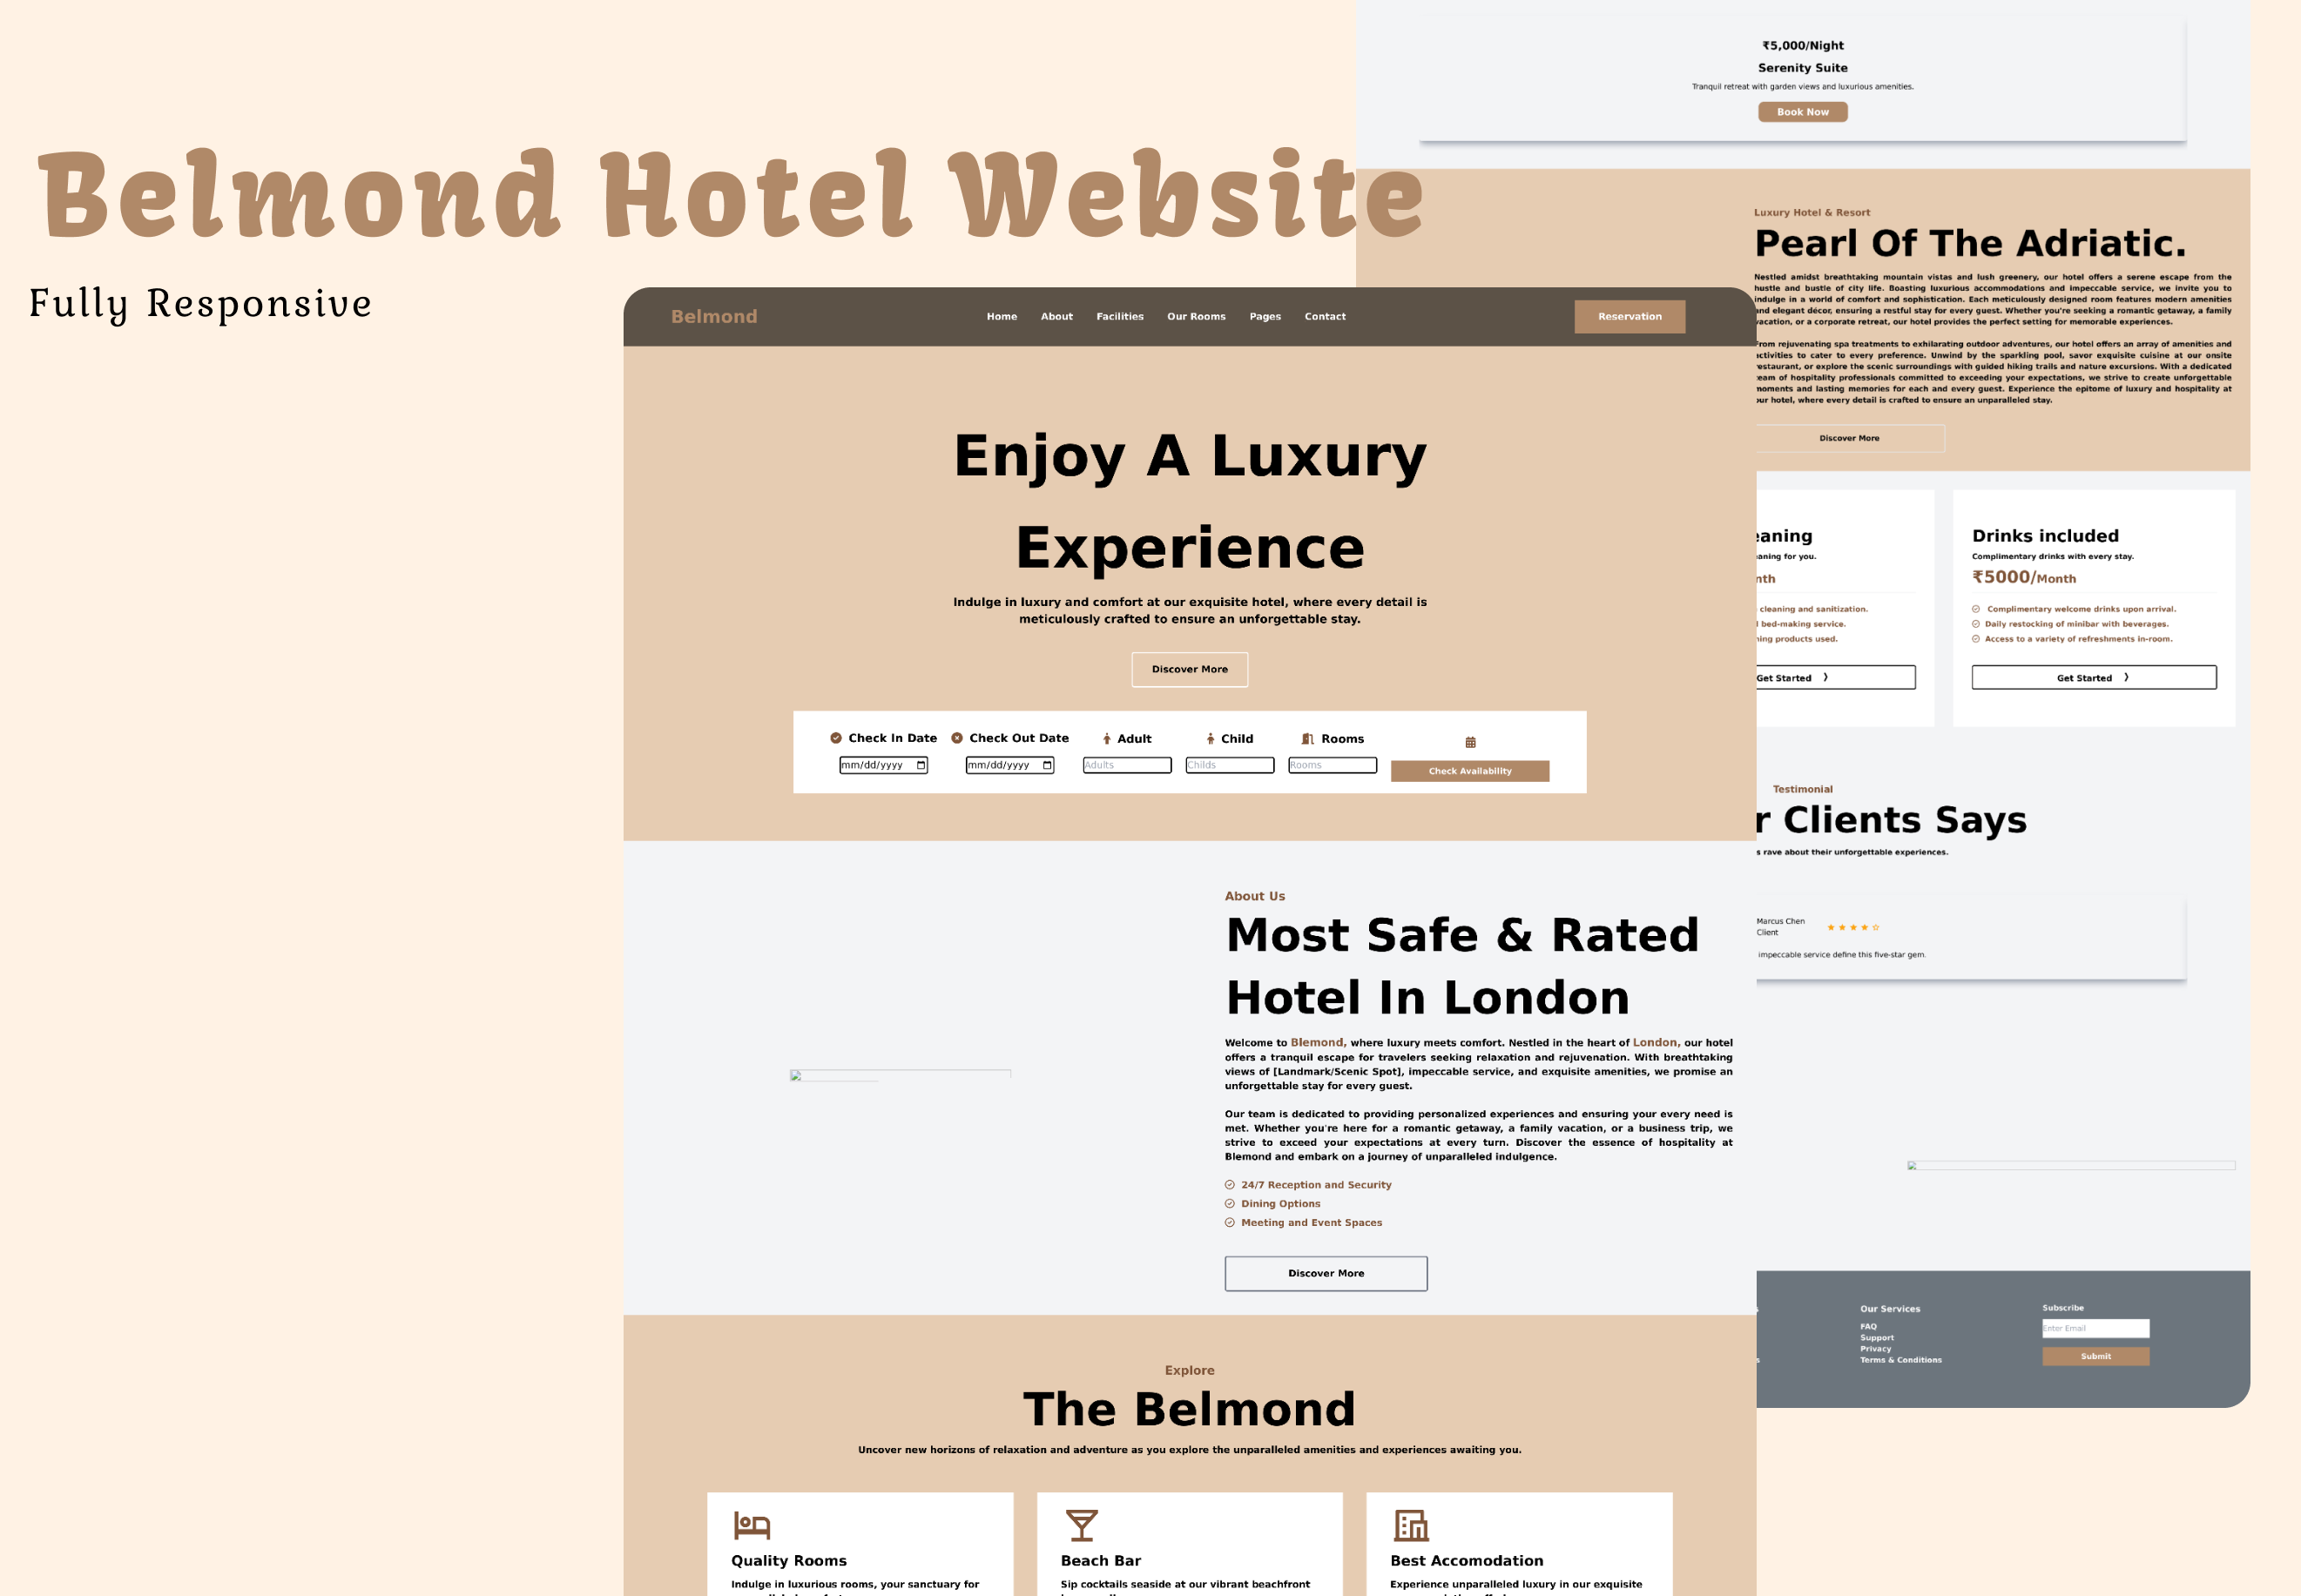 Belmond Hotel Website
Fully Responsive
Belmond
Home
About
Facilities
Our Rooms
Pages
Contact
Reservation
Enjoy A Luxury
Experience
Indulge in luxury and comfort at our exquisite hotel, where every detail is
meticulously crafted to ensure an unforgettable stay.
Discover More
Check In Date
Check Out Date
Adult
Child
Rooms
mm/dd/yyyy
mm/dd/yyyy
Adults
Childs
Rooms
Check Availability
About Us
Most Safe & Rated
Hotel In London
Welcome to Blemond, where luxury meets comfort. Nestled in the heart of London, our hotel
offers a tranquil escape for travelers seeking relaxation and rejuvenation. With breathtaking
views of [Landmark/Scenic Spot], impeccable service, and exquisite amenities, we promise an
unforgettable stay for every guest.
Our team is dedicated to providing personalized experiences and ensuring your every need is
met. Whether you're here for a romantic getaway, a family vacation, or a business trip, we
strive to exceed your expectations at every turn. Discover the essence of hospitality at
Blemond and embark on a journey of unparalleled indulgence.
24/7 Reception and Security
Dining Options
Meeting and Event Spaces
Discover More
Explore
The Belmond
Uncover new horizons of relaxation and adventure as you explore the unparalleled amenities and experiences awaiting you.
Quality Rooms
Indulge in luxurious rooms, your sanctuary for
Beach Bar
Sip cocktails seaside at our vibrant beachfront
Best Accomodation
Experience unparalleled luxury in our exquisite
₹5,000/Night
Serenity Suite
Tranquil retreat with garden views and luxurious amenities.
Book Now
Luxury Hotel & Resort
Pearl Of The Adriatic.
Nestled amidst breathtaking mountain vistas and lush greenery, our hotel offers a serene escape from the
hustle and bustle of city life. Boasting luxurious accommodations and impeccable service, we invite you to
indulge in a world of comfort and sophistication. Each meticulously designed room features modern amenities
and elegant décor, ensuring a restful stay for every guest. Whether you're seeking a romantic getaway, a family
vacation, or a corporate retreat, our hotel provides the perfect setting for memorable experiences.
From rejuvenating spa treatments to exhilarating outdoor adventures, our hotel offers an array of amenities and
activities to cater to every preference. Unwind by the sparkling pool, savor exquisite cuisine at our onsite
restaurant, or explore the scenic surroundings with guided hiking trails and nature excursions. With a dedicated
team of hospitality professionals committed to exceeding your expectations, we strive to create unforgettable
moments and lasting memories for each and every guest. Experience the epitome of luxury and hospitality at
our hotel, where every detail is crafted to ensure an unparalleled stay.
Discover More
eaning
aning for you.
nth
cleaning and sanitization.
bed-making service.
ning products used.
Get Started
Drinks included
Complimentary drinks with every stay.
₹5000/Month
Complimentary welcome drinks upon arrival.
Daily restocking of minibar with beverages.
Access to a variety of refreshments in-room.
Get Started
Testimonial
r Clients Says
s rave about their unforgettable experiences.
Marcus Chen
Client
impeccable service define this five-star gem.
Our Services
FAQ
Support
Privacy
Terms & Conditions
Subscribe
Enter Email
Submit